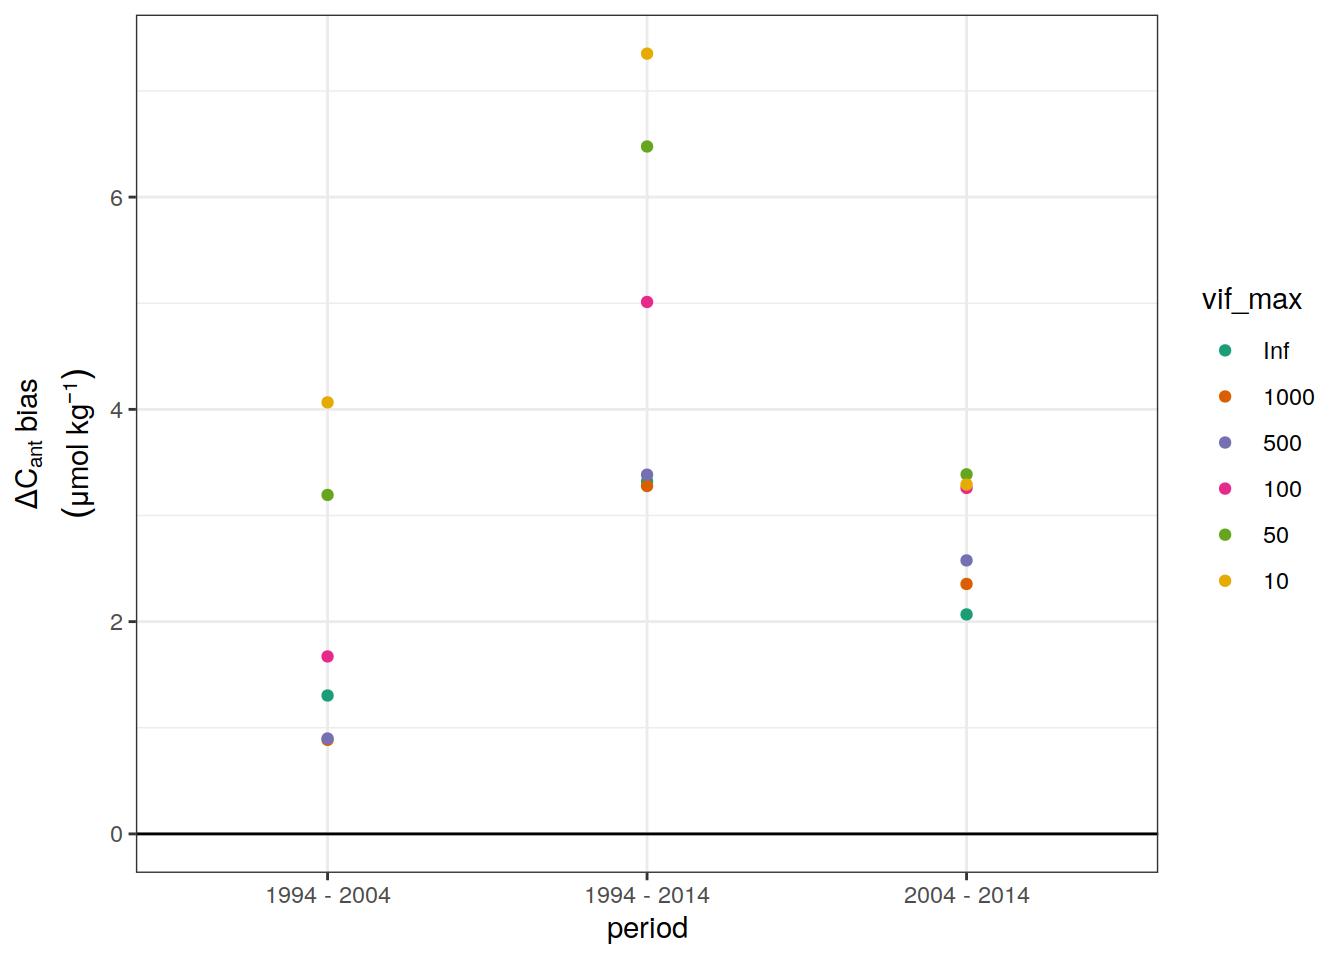 ΔCant bias
(μmol kg⁻¹)
6
4
2
0
1994 - 2004
1994 - 2014
2004 - 2014
period
vif_max
Inf
1000
500
100
50
10